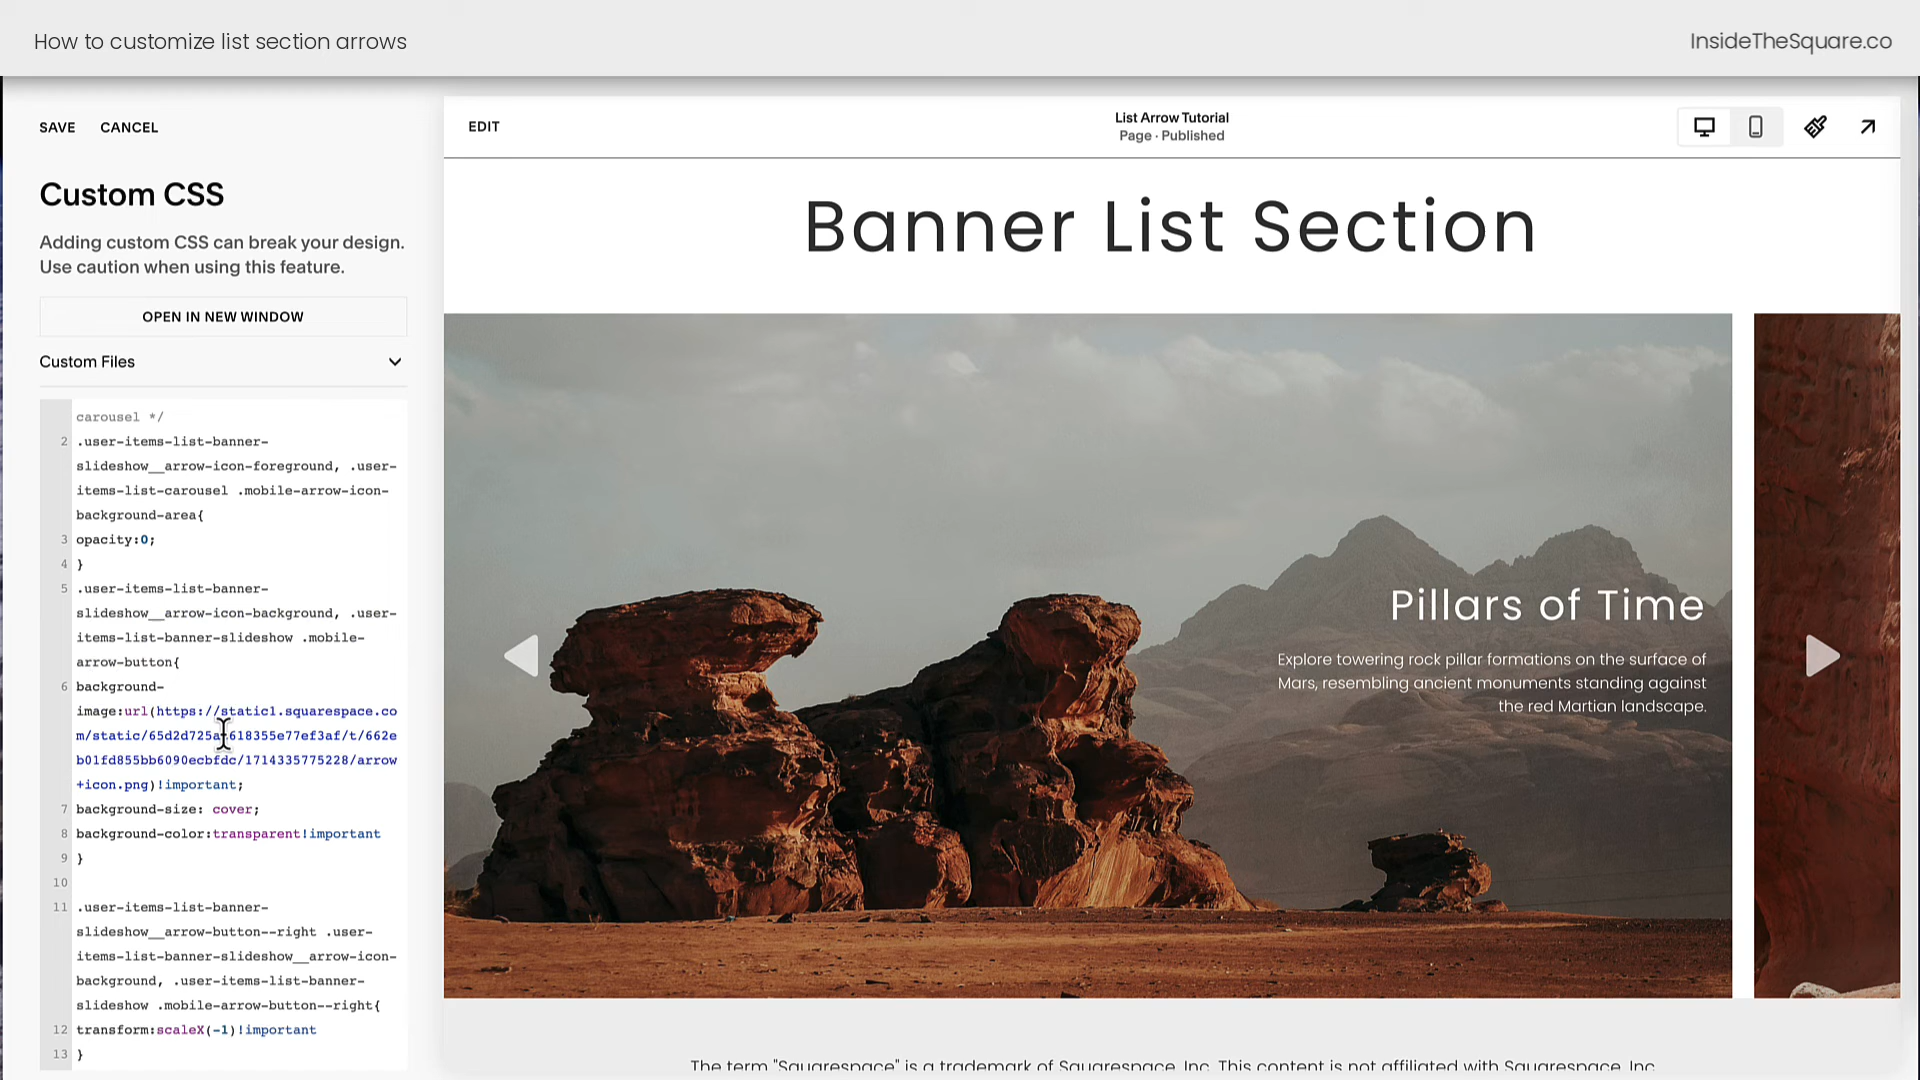 How to customize list section arrows
InsideTheSquare.co
SAVE CANCEL
EDIT
List Arrow Tutorial
Page · Published
Custom CSS
Adding custom CSS can break your design.
Use caution when using this feature.
OPEN IN NEW WINDOW
Custom Files
carousel */
2 .user-items-list-banner-
slideshow__arrow-icon-foreground, .user-
items-list-carousel .mobile-arrow-icon-
background-area{
3 opacity:0;
4 }
5 .user-items-list-banner-
slideshow__arrow-icon-background, .user-
items-list-banner-slideshow .mobile-
arrow-button{
6 background-
image:url(https://static1.squarespace.co
b01fd855bb6090ecbfdc/1714335775228/arrow
+icon.png)!important;
7 background-size: cover;
8 background-color:transparent!important
9 }
10
11 .user-items-list-banner-
slideshow__arrow-button--right .user-
items-list-banner-slideshow__arrow-icon-
background, .user-items-list-banner-
slideshow .mobile-arrow-button--right{
12 transform:scaleX(-1)!important
13 }
Banner List Section
Pillars of Time
Explore towering rock pillar formations on the surface of
Mars, resembling ancient monuments standing against
the red Martian landscape.
The term "Squarespace" is a trademark of Squarespace, Inc. This content is not affiliated with Squarespace, Inc.